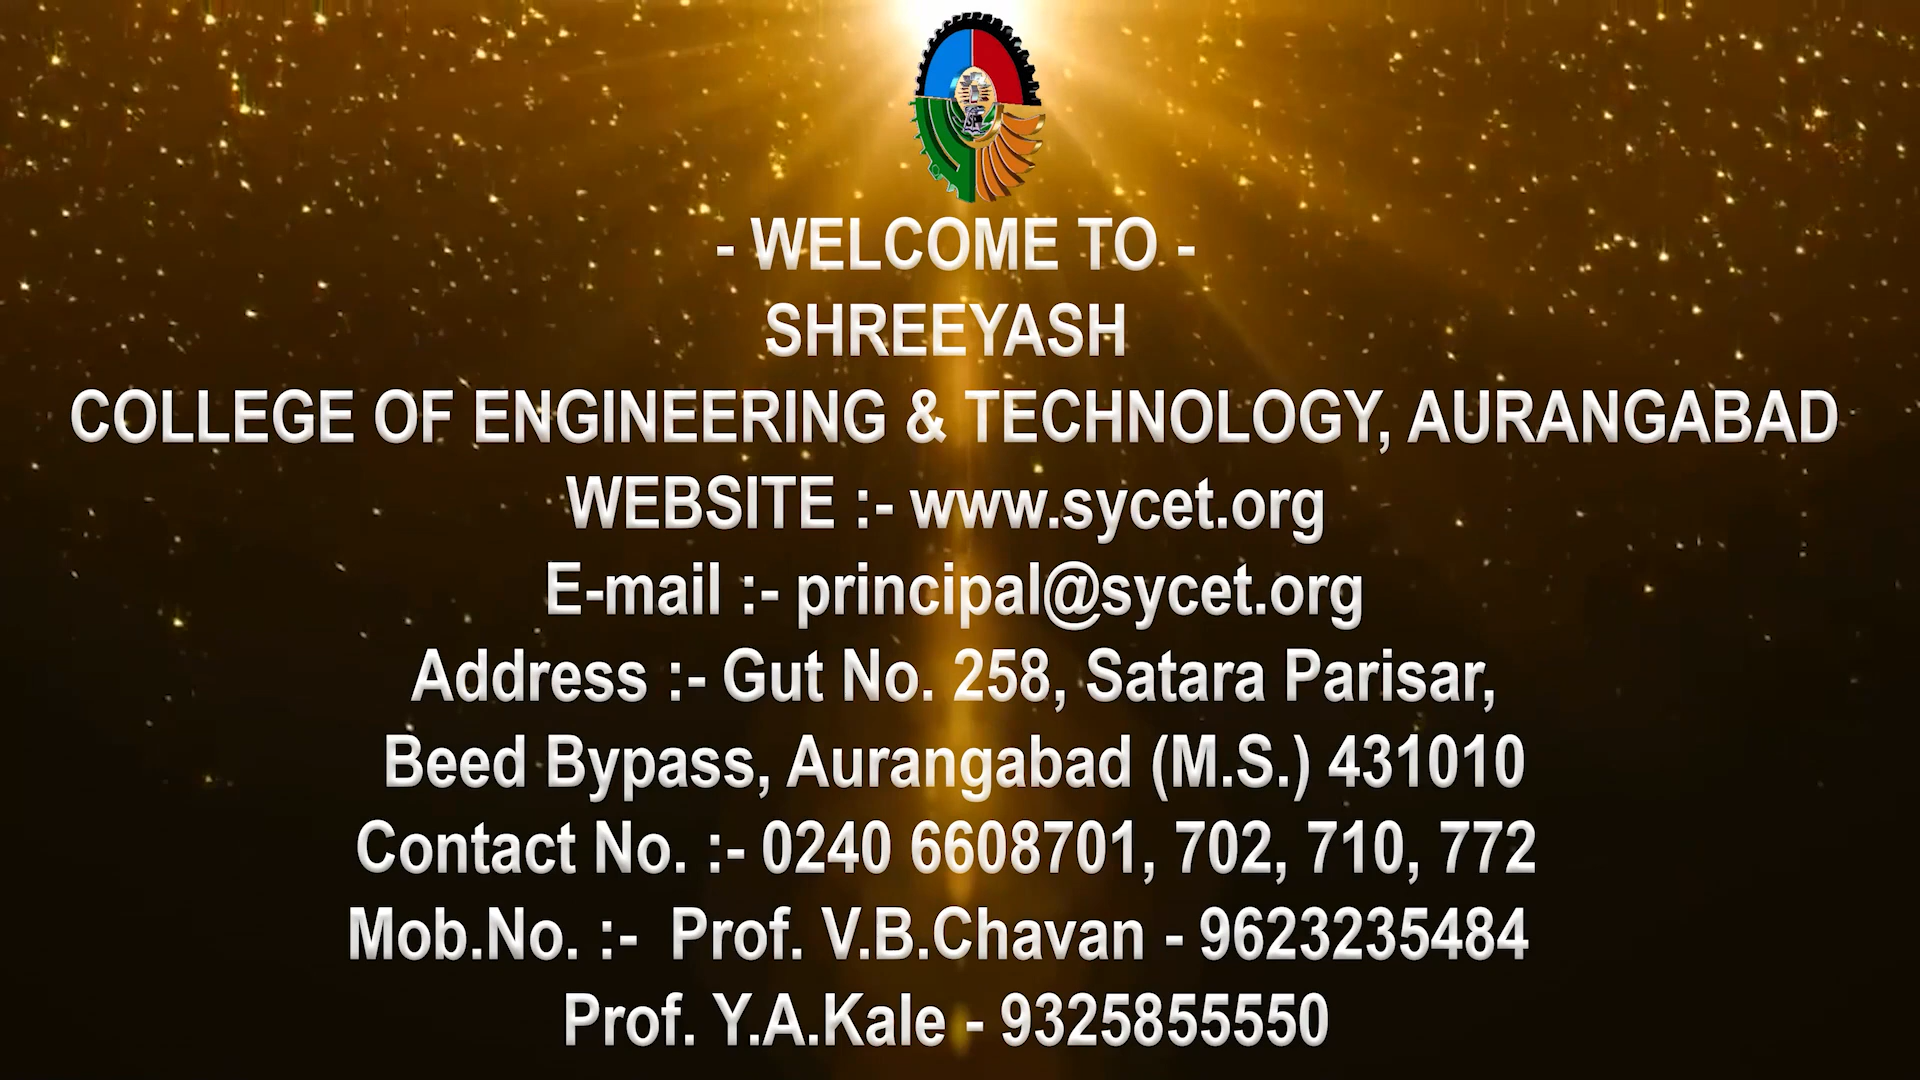 - WELCOME TO -
SHREEYASH
COLLEGE OF ENGINEERING & TECHNOLOGY, AURANGABAD
WEBSITE :- www.sycet.org
E-mail :- principal@sycet.org
Address :- Gut No. 258, Satara Parisar,
Beed Bypass, Aurangabad (M.S.) 431010
Contact No. :- 0240 6608701, 702, 710, 772
Mob.No. :-  Prof. V.B.Chavan - 9623235484
Prof. Y.A.Kale - 9325855550